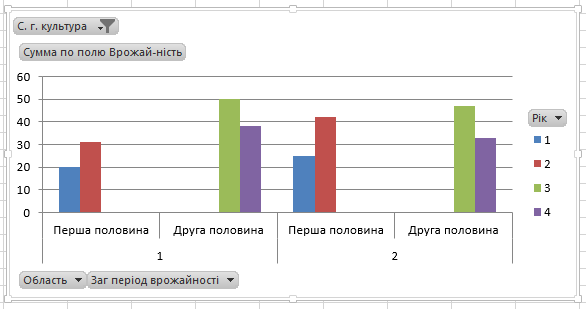 С. г. культура
Сумма по полю Врожай-ність
60
50
40
30
20
10
0
Перша половина Друга половина Перша половина Друга половина
1 2
Рік
1
2
3
4
Область Заг період врожайності